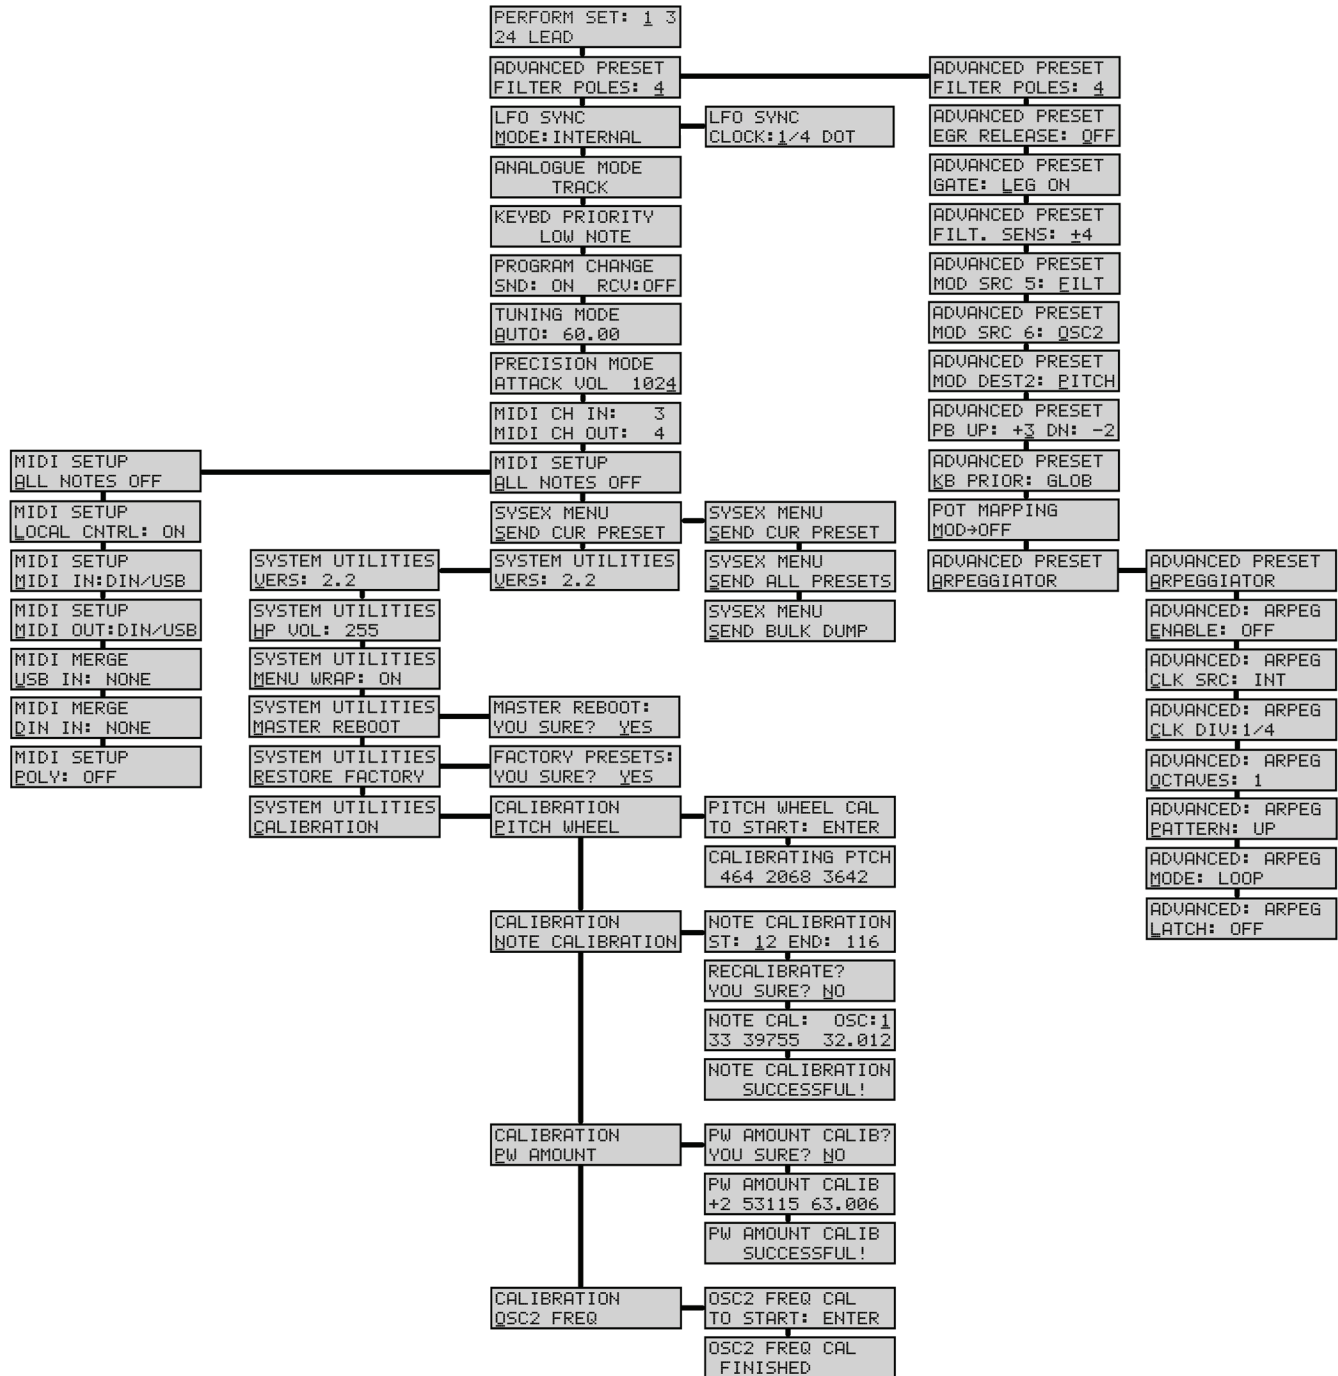 PERFORM SET: 1 3
24 LEAD
ADVANCED PRESET
FILTER POLES: 4
LFO SYNC
MODE:INTERNAL
LFO SYNC
CLOCK:1/4 DOT
ANALOGUE MODE
TRACK
KEYBD PRIORITY
LOW NOTE
PROGRAM CHANGE
SND: ON RCV:OFF
TUNING MODE
AUTO: 60.00
PRECISION MODE
ATTACK VOL 1024
MIDI CH IN: 3
MIDI CH OUT: 4
MIDI SETUP
ALL NOTES OFF
SYSEX MENU
SEND CUR PRESET
SYSTEM UTILITIES
VERS: 2.2
ADVANCED PRESET
FILTER POLES: 4
ADVANCED PRESET
EGR RELEASE: OFF
ADVANCED PRESET
GATE: LEG ON
ADVANCED PRESET
FILT. SENS: +4
ADVANCED PRESET
MOD SRC 5: FILT
ADVANCED PRESET
MOD SRC 6: OSC2
ADVANCED PRESET
MOD DEST2: PITCH
ADVANCED PRESET
PB UP: +3 DN: -2
ADVANCED PRESET
KB PRIOR: GLOB
POT MAPPING
MOD→OFF
ADVANCED PRESET
ARPEGGIATOR
ADVANCED PRESET
ARPEGGIATOR
ADVANCED: ARPEG
ENABLE: OFF
ADVANCED: ARPEG
CLK SRC: INT
ADVANCED: ARPEG
CLK DIV:1/4
ADVANCED: ARPEG
OCTAVES: 1
ADVANCED: ARPEG
PATTERN: UP
ADVANCED: ARPEG
MODE: LOOP
ADVANCED: ARPEG
LATCH: OFF
MIDI SETUP
ALL NOTES OFF
MIDI SETUP
LOCAL CNTRL: ON
MIDI SETUP
MIDI IN:DIN/USB
MIDI SETUP
MIDI OUT:DIN/USB
MIDI MERGE
USB IN: NONE
MIDI MERGE
DIN IN: NONE
MIDI SETUP
POLY: OFF
SYSEX MENU
SEND CUR PRESET
SYSEX MENU
SEND ALL PRESETS
SYSEX MENU
SEND BULK DUMP
SYSTEM UTILITIES
VERS: 2.2
SYSTEM UTILITIES
HP VOL: 255
SYSTEM UTILITIES
MENU WRAP: ON
SYSTEM UTILITIES
MASTER REBOOT
MASTER REBOOT:
YOU SURE? YES
SYSTEM UTILITIES
RESTORE FACTORY
FACTORY PRESETS:
YOU SURE? YES
SYSTEM UTILITIES
CALIBRATION
CALIBRATION
PITCH WHEEL
PITCH WHEEL CAL
TO START: ENTER
CALIBRATING PTCH
464 2068 3642
CALIBRATION
NOTE CALIBRATION
NOTE CALIBRATION
ST: 12 END: 116
RECALIBRATE?
YOU SURE? NO
NOTE CAL: OSC:1
33 39755 32.012
NOTE CALIBRATION
SUCCESSFUL!
CALIBRATION
PW AMOUNT
PW AMOUNT CALIB?
YOU SURE? NO
PW AMOUNT CALIB
+2 53115 63.006
PW AMOUNT CALIB
SUCCESSFUL!
CALIBRATION
OSC2 FREQ
OSC2 FREQ CAL
TO START: ENTER
OSC2 FREQ CAL
FINISHED